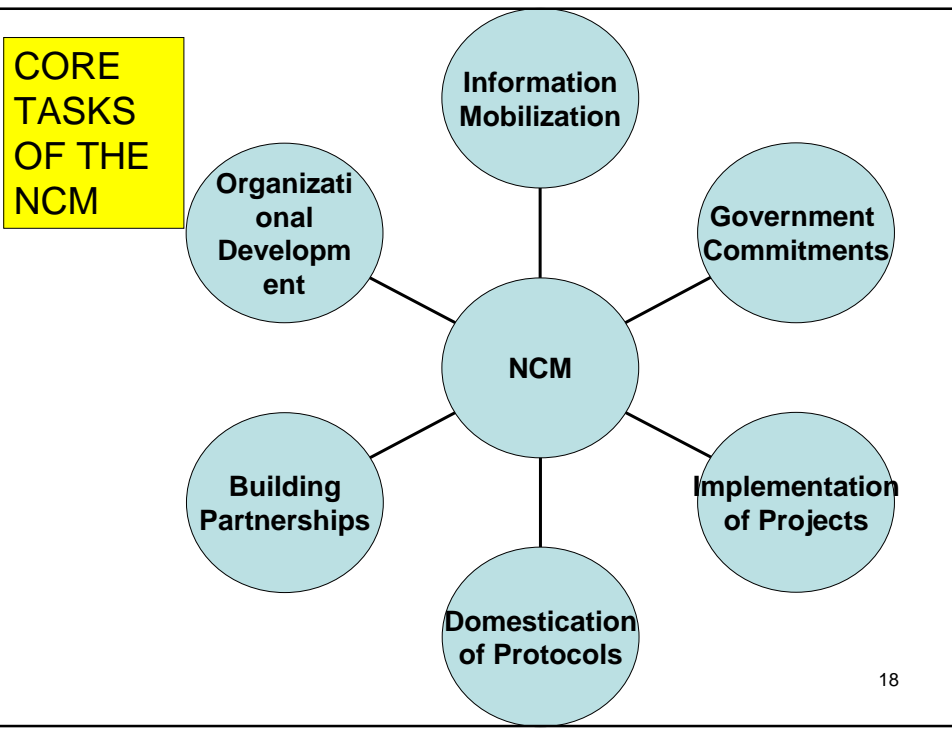 CORE
TASKS
OF THE
NCM
Information
Mobilization
Organizati
onal
Developm
ent
Government
Commitments
NCM
Building
Partnerships
Implementation
of Projects
Domestication
of Protocols
18